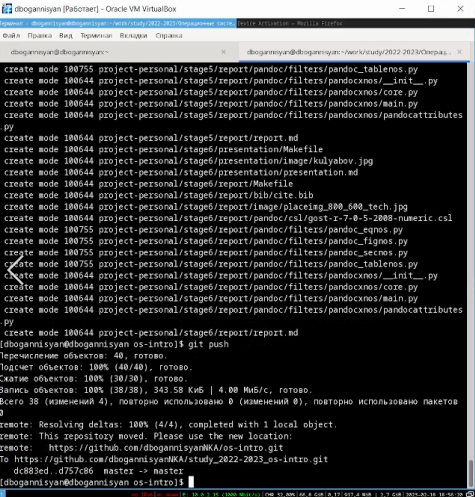 dbogannisyan [Работает] - Oracle VM VirtualBox
Терминал - dbogannisyan@dbogannisyan:~/work/study/2022-2023/Операционные систе...
Device Activation — Mozilla Firefox
Файл Правка Вид Терминал Вкладки Справка
dbogannisyan@dbogannisyan:~ dbogannisyan@dbogannisyan:~/work/study/2022-2023/Операц...
create mode 100755 project-personal/stage5/report/pandoc/filters/pandoc_tablenos.py
create mode 100644 project-personal/stage5/report/pandoc/filters/pandocxnos/__init__.py
create mode 100644 project-personal/stage5/report/pandoc/filters/pandocxnos/core.py
create mode 100644 project-personal/stage5/report/pandoc/filters/pandocxnos/main.py
create mode 100644 project-personal/stage5/report/pandoc/filters/pandocxnos/pandocattributes
.py
create mode 100644 project-personal/stage5/report/report.md
create mode 100644 project-personal/stage6/presentation/Makefile
create mode 100644 project-personal/stage6/presentation/image/kulyabov.jpg
create mode 100644 project-personal/stage6/presentation/presentation.md
create mode 100644 project-personal/stage6/report/Makefile
create mode 100644 project-personal/stage6/report/bib/cite.bib
create mode 100644 project-personal/stage6/report/image/placeimg_800_600_tech.jpg
create mode 100644 project-personal/stage6/report/pandoc/csl/gost-r-7-0-5-2008-numeric.csl
create mode 100755 project-personal/stage6/report/pandoc/filters/pandoc_eqnos.py
create mode 100755 project-personal/stage6/report/pandoc/filters/pandoc_fignos.py
create mode 100755 project-personal/stage6/report/pandoc/filters/pandoc_secnos.py
create mode 100755 project-personal/stage6/report/pandoc/filters/pandoc_tablenos.py
create mode 100644 project-personal/stage6/report/pandoc/filters/pandocxnos/__init__.py
create mode 100644 project-personal/stage6/report/pandoc/filters/pandocxnos/core.py
create mode 100644 project-personal/stage6/report/pandoc/filters/pandocxnos/main.py
create mode 100644 project-personal/stage6/report/pandoc/filters/pandocxnos/pandocattributes
.py
create mode 100644 project-personal/stage6/report/report.md
[dbogannisyan@dbogannisyan os-intro]$ git push
Перечисление объектов: 40, готово.
Подсчет объектов: 100% (40/40), готово.
Сжатие объектов: 100% (30/30), готово.
Запись объектов: 100% (38/38), 343.58 КиБ | 4.00 МиБ/с, готово.
Всего 38 (изменений 4), повторно использовано 0 (изменений 0), повторно использовано пакетов
0
remote: Resolving deltas: 100% (4/4), completed with 1 local object.
remote: This repository moved. Please use the new location:
remote: https://github.com/dbogannisyanNKA/os-intro.git
To https://github.com/dbogannisyanNKA/study_2022-2023_os-intro.git
dc883ed..d757c86 master -> master
[dbogannisyan@dbogannisyan os-intro]$